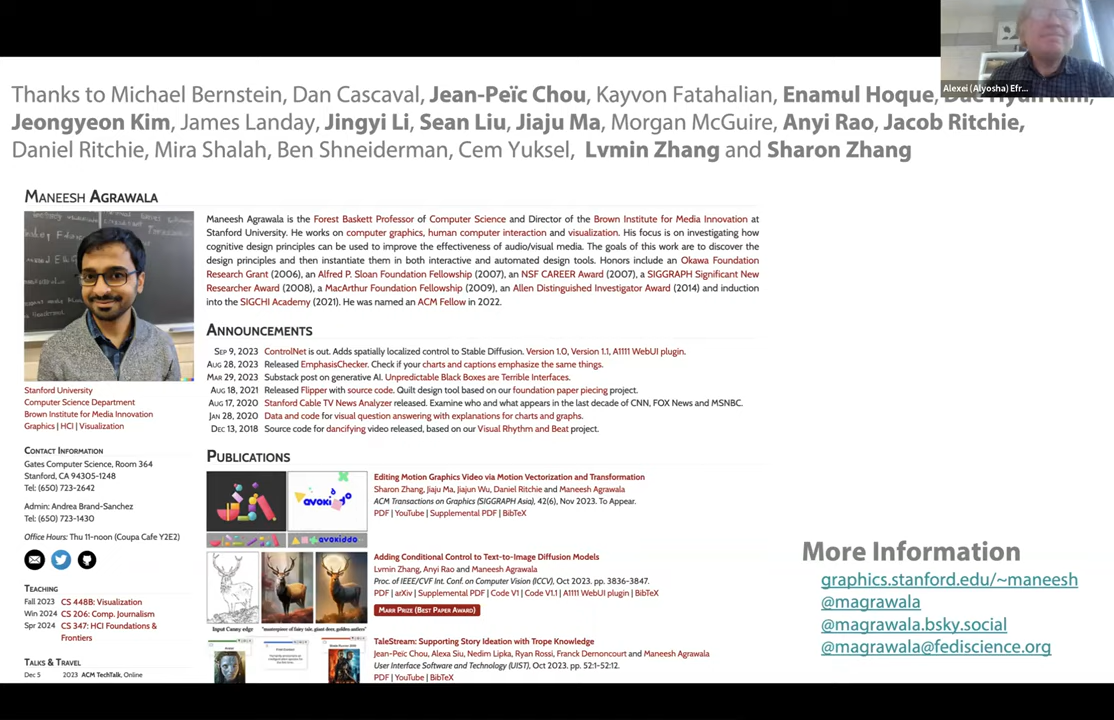 Alexei (Alyosha) Efr...
Thanks to Michael Bernstein, Dan Cascaval, Jean-Peïc Chou, Kayvon Fatahalian, Enamul Hoque, Dae Hyun Kim,
Jeongyeon Kim, James Landay, Jingyi Li, Sean Liu, Jiaju Ma, Morgan McGuire, Anyi Rao, Jacob Ritchie,
Daniel Ritchie, Mira Shalah, Ben Shneiderman, Cem Yuksel, Lvmin Zhang and Sharon Zhang
Maneesh Agrawala
Maneesh Agrawala is the Forest Baskett Professor of Computer Science and Director of the Brown Institute for Media Innovation at
Stanford University. He works on computer graphics, human computer interaction and visualization. His focus is on investigating how
cognitive design principles can be used to improve the effectiveness of audio/visual media. The goals of this work are to discover the
design principles and then instantiate them in both interactive and automated design tools. Honors include an Okawa Foundation
Research Grant (2006), an Alfred P. Sloan Foundation Fellowship (2007), an NSF CAREER Award (2007), a SIGGRAPH Significant New
Researcher Award (2008), a MacArthur Foundation Fellowship (2009), an Allen Distinguished Investigator Award (2014) and induction
into the SIGCHI Academy (2021). He was named an ACM Fellow in 2022.
Announcements
Sep 9, 2023 ControlNet is out. Adds spatially localized control to Stable Diffusion. Version 1.0, Version 1.1, A1111 WebUI plugin.
Aug 28, 2023 Released EmphasisChecker. Check if your charts and captions emphasize the same things.
Mar 29, 2023 Substack post on generative AI. Unpredictable Black Boxes are Terrible Interfaces.
Aug 18, 2021 Released Flipper with source code. Quilt design tool based on our foundation paper piecing project.
Aug 17, 2020 Stanford Cable TV News Analyzer released. Examine who and what appears in the last decade of CNN, FOX News and MSNBC.
Jan 28, 2020 Data and code for visual question answering with explanations for charts and graphs.
Dec 13, 2018 Source code for dancifying video released, based on our Visual Rhythm and Beat project.
Stanford University
Computer Science Department
Brown Institute for Media Innovation
Graphics | HCI | Visualization
Contact Information
Gates Computer Science, Room 364
Stanford, CA 94305-1248
Tel: (650) 723-2642
Admin: Andrea Brand-Sanchez
Tel: (650) 723-1430
Office Hours: Thu 11-noon (Coupa Cafe Y2E2)
Teaching
Fall 2023 CS 448B: Visualization
Win 2024 CS 206: Comp. Journalism
Spr 2024 CS 347: HCI Foundations &
Frontiers
Talks & Travel
Dec 5 2023 ACM TechTalk, Online
Publications
avokiddo
avokiddo
Editing Motion Graphics Video via Motion Vectorization and Transformation
Sharon Zhang, Jiaju Ma, Jiajun Wu, Daniel Ritchie and Maneesh Agrawala
ACM Transactions on Graphics (SIGGRAPH Asia), 42(6), Nov 2023. To Appear.
PDF | YouTube | Supplemental PDF | BibTeX
Input Canny edge
"masterpiece of fairy tale, giant deer, golden antlers"
Adding Conditional Control to Text-to-Image Diffusion Models
Lvmin Zhang, Anyi Rao and Maneesh Agrawala
Proc. of IEEE/CVF Int. Conf. on Computer Vision (ICCV), Oct 2023. pp. 3836-3847.
PDF | arXiv | Supplemental PDF | Code V1 | Code V1.1 | A1111 WebUI plugin | BibTeX
Marr Prize (Best Paper Award)
TaleStream: Supporting Story Ideation with Trope Knowledge
Jean-Peïc Chou, Alexa Siu, Nedim Lipka, Ryan Rossi, Franck Dernoncourt and Maneesh Agrawala
User Interface Software and Technology (UIST), Oct 2023. pp. 52:1-52:12.
PDF | YouTube | BibTeX
More Information
graphics.stanford.edu/~maneesh
@magrawala
@magrawala.bsky.social
@magrawala@fediscience.org